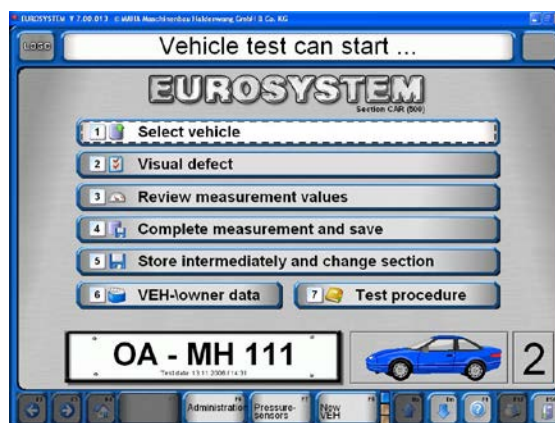 EUROSYSTEM V 7.00.013 © MAHA Maschinenbau Haldenwang GmbH & Co. KG
LOGO
Vehicle test can start ...
EUROSYSTEM
Section CAR (500)
1 Select vehicle
2 Visual defect
3 Review measurement values
4 Complete measurement and save
5 Store intermediately and change section
6 VEH-\owner data
7 Test procedure
OA - MH 111
2
Administration
Pressure-
sensors
New
VEH